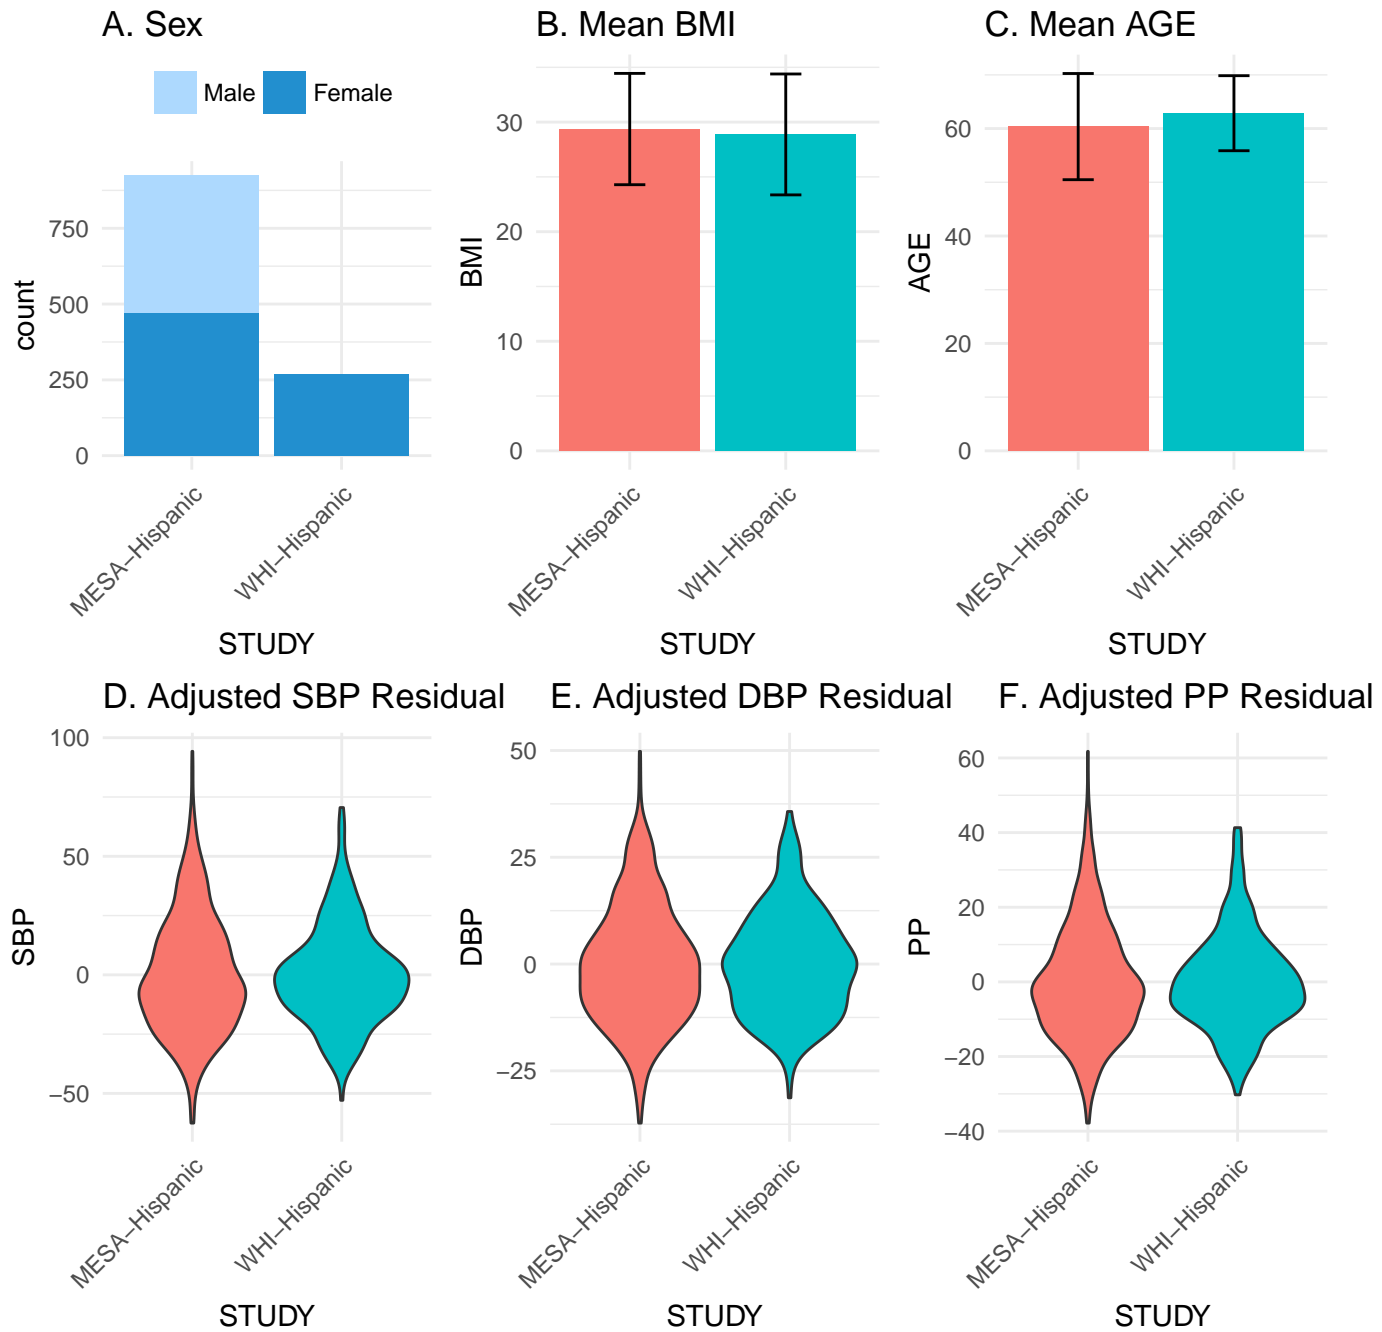 A. Sex
Male Female
count
750
500
250
0
MESA−Hispanic
WHI−Hispanic
STUDY
B. Mean BMI
BMI
30
20
10
0
MESA−Hispanic
WHI−Hispanic
STUDY
C. Mean AGE
AGE
60
40
20
0
MESA−Hispanic
WHI−Hispanic
STUDY
D. Adjusted SBP Residual
SBP
100
50
0
−50
MESA−Hispanic
WHI−Hispanic
STUDY
E. Adjusted DBP Residual
DBP
50
25
0
−25
MESA−Hispanic
WHI−Hispanic
STUDY
F. Adjusted PP Residual
PP
60
40
20
0
−20
−40
MESA−Hispanic
WHI−Hispanic
STUDY